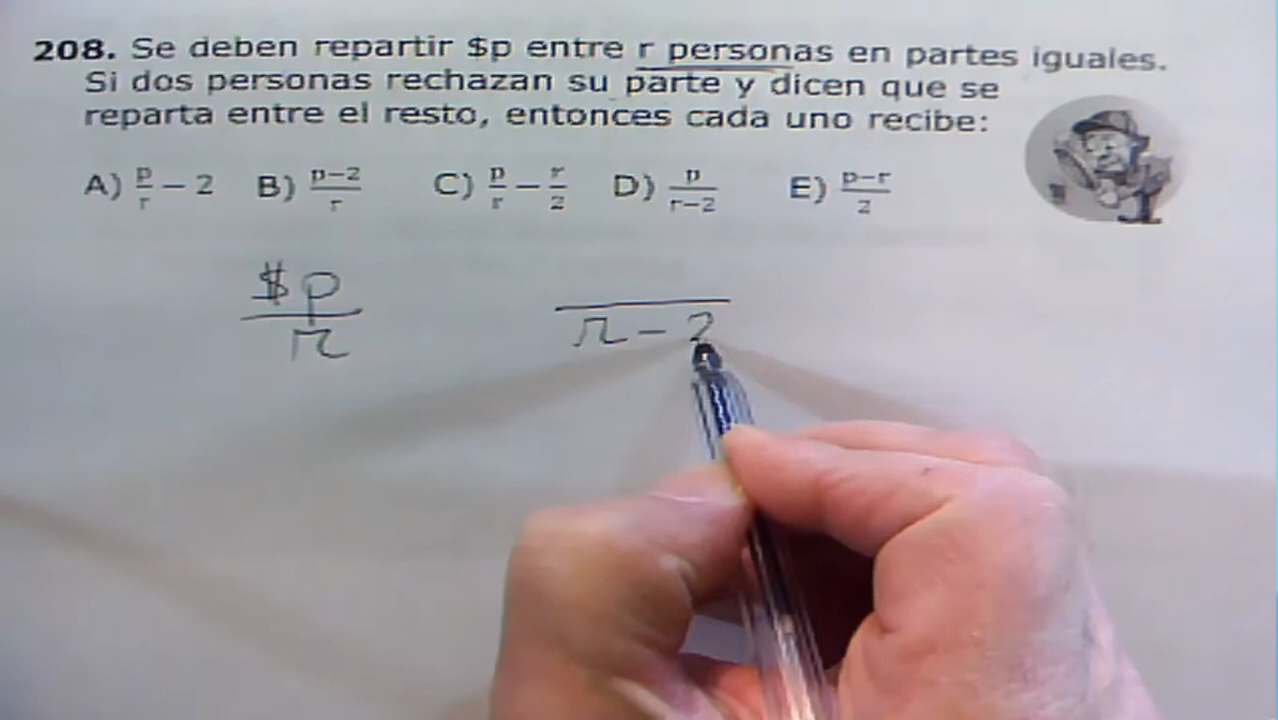 208. Se deben repartir $p entre r personas en partes iguales.
Si dos personas rechazan su parte y dicen que se
reparta entre el resto, entonces cada uno recibe:
A) p/r − 2 B) p−2/r C) p/r − r/2 D) p/r−2 E) p−r/2
$p
r
r − 2